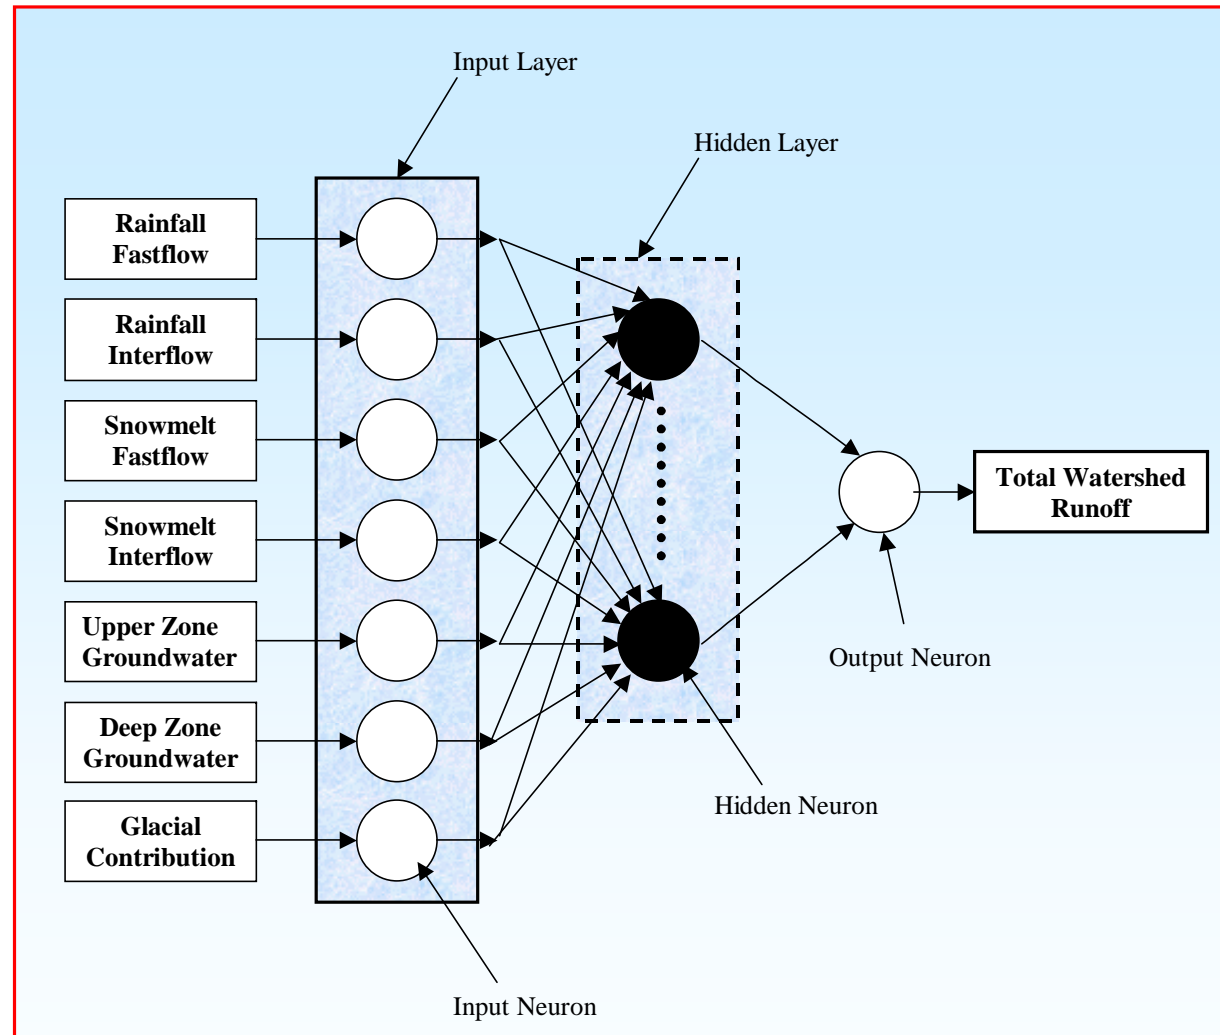 Input Layer
Hidden Layer
Rainfall
Fastflow
Rainfall
Interflow
Snowmelt
Fastflow
Snowmelt
Interflow
Upper Zone
Groundwater
Deep Zone
Groundwater
Glacial
Contribution
Total Watershed
Runoff
Output Neuron
Hidden Neuron
Input Neuron